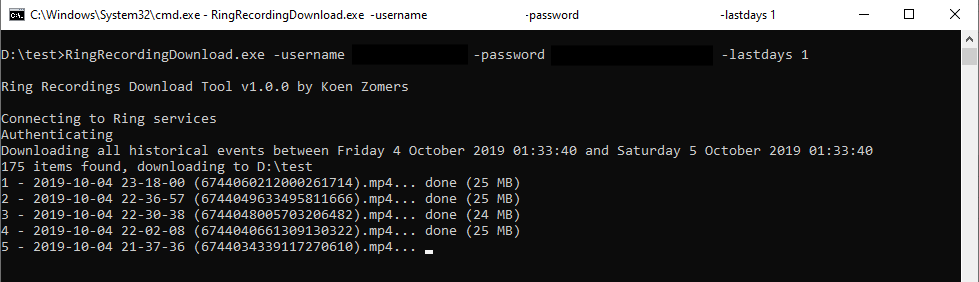 C:\Windows\System32\cmd.exe - RingRecordingDownload.exe -username -password -lastdays 1
D:\test>RingRecordingDownload.exe -username -password -lastdays 1
Ring Recordings Download Tool v1.0.0 by Koen Zomers
Connecting to Ring services
Authenticating
Downloading all historical events between Friday 4 October 2019 01:33:40 and Saturday 5 October 2019 01:33:40
175 items found, downloading to D:\test
1 - 2019-10-04 23-18-00 (6744060212000261714).mp4... done (25 MB)
2 - 2019-10-04 22-36-57 (6744049633495811666).mp4... done (25 MB)
3 - 2019-10-04 22-30-38 (6744048005703206482).mp4... done (24 MB)
4 - 2019-10-04 22-02-08 (6744040661309130322).mp4... done (25 MB)
5 - 2019-10-04 21-37-36 (6744034339117270610).mp4...